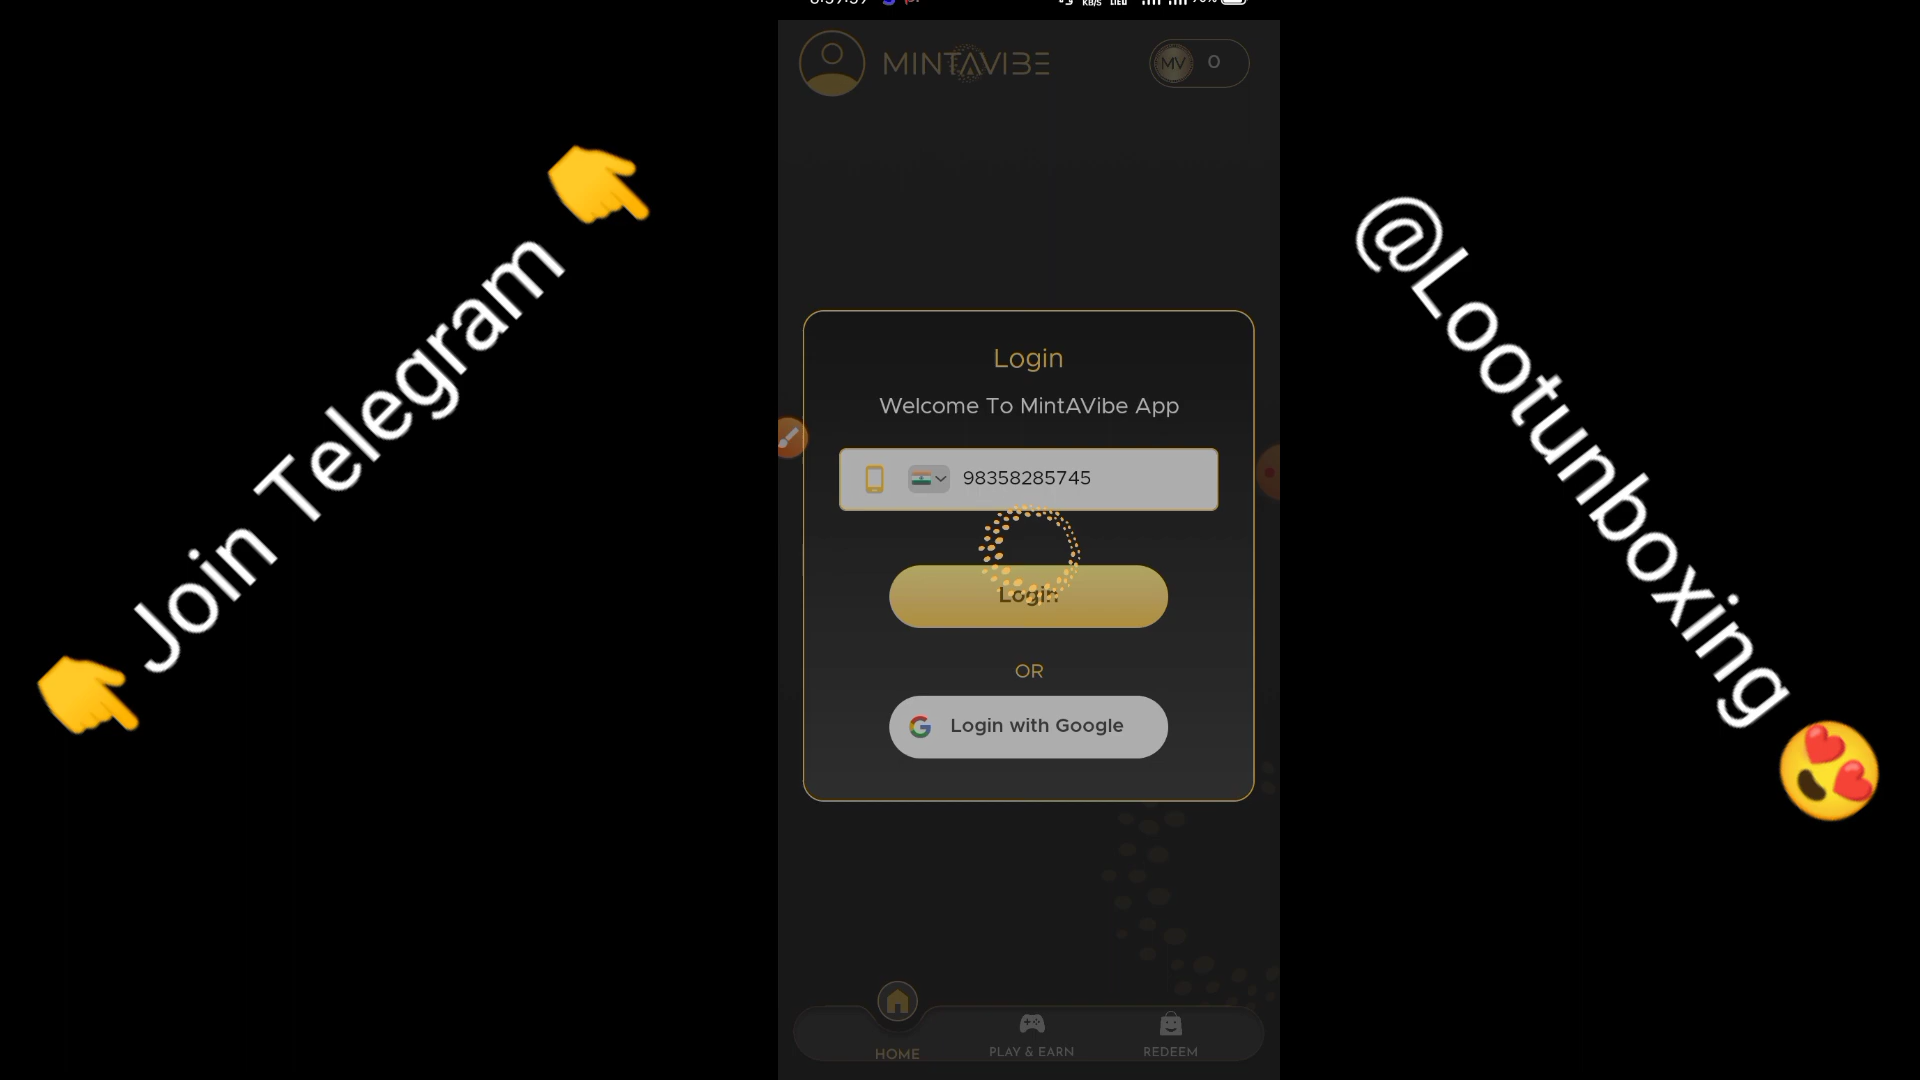 MINTAVIBE
MV 0
Join Telegram
@Lootunboxing
Login
Welcome To MintAVibe App
98358285745
Login
OR
Login with Google
HOME
PLAY & EARN
REDEEM